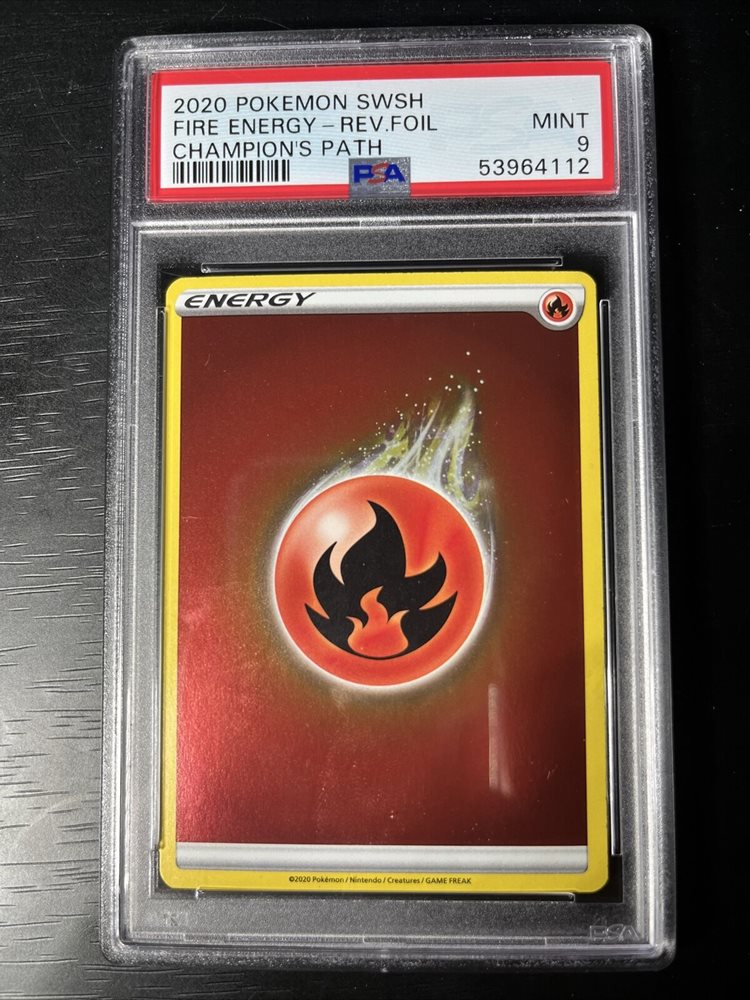 2020 POKEMON SWSH
FIRE ENERGY – REV.FOIL MINT
CHAMPION'S PATH 9
PSA 53964112
ENERGY
©2020 Pokémon / Nintendo / Creatures / GAME FREAK
PSA